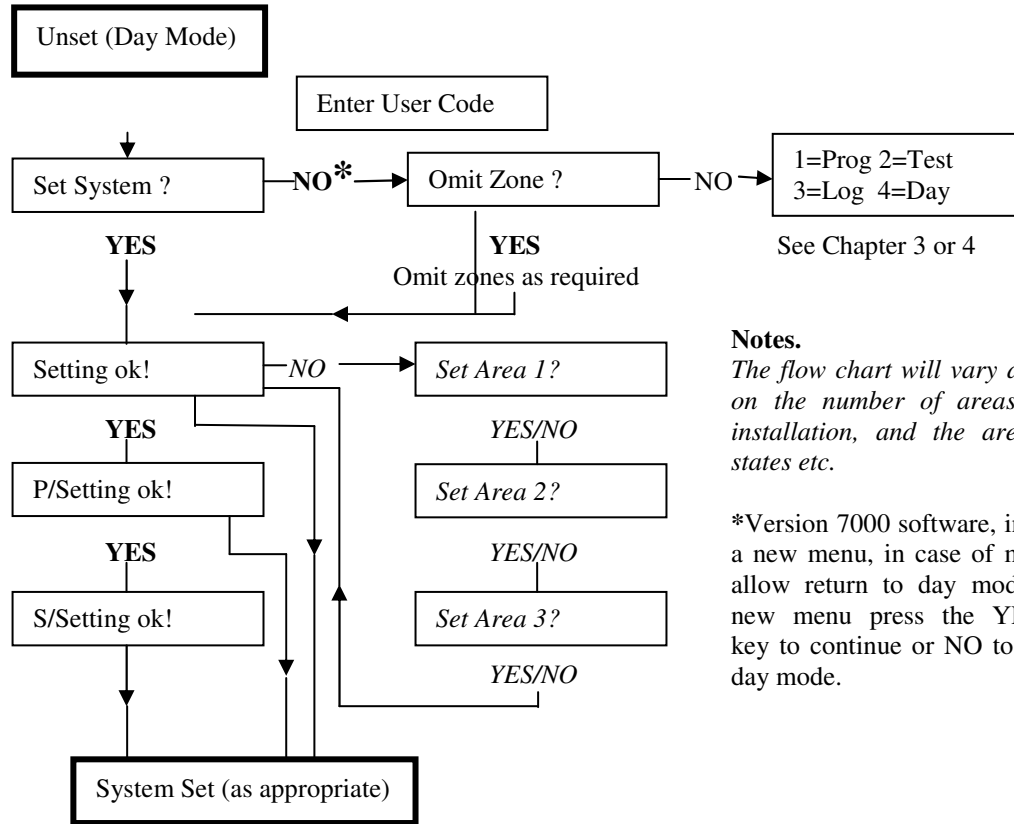 Unset (Day Mode)
Enter User Code
Set System ?
NO*
Omit Zone ?
NO
1=Prog 2=Test
3=Log 4=Day
YES
YES
See Chapter 3 or 4
Omit zones as required
Setting ok!
NO
Set Area 1?
Notes.
The flow chart will vary
on the number of areas
installation, and the
states etc.
YES
YES/NO
P/Setting ok!
Set Area 2?
*Version 7000 software,
a new menu, in case of
allow return to day
new menu press the
key to continue or NO to
day mode.
YES
YES/NO
S/Setting ok!
Set Area 3?
YES/NO
System Set (as appropriate)